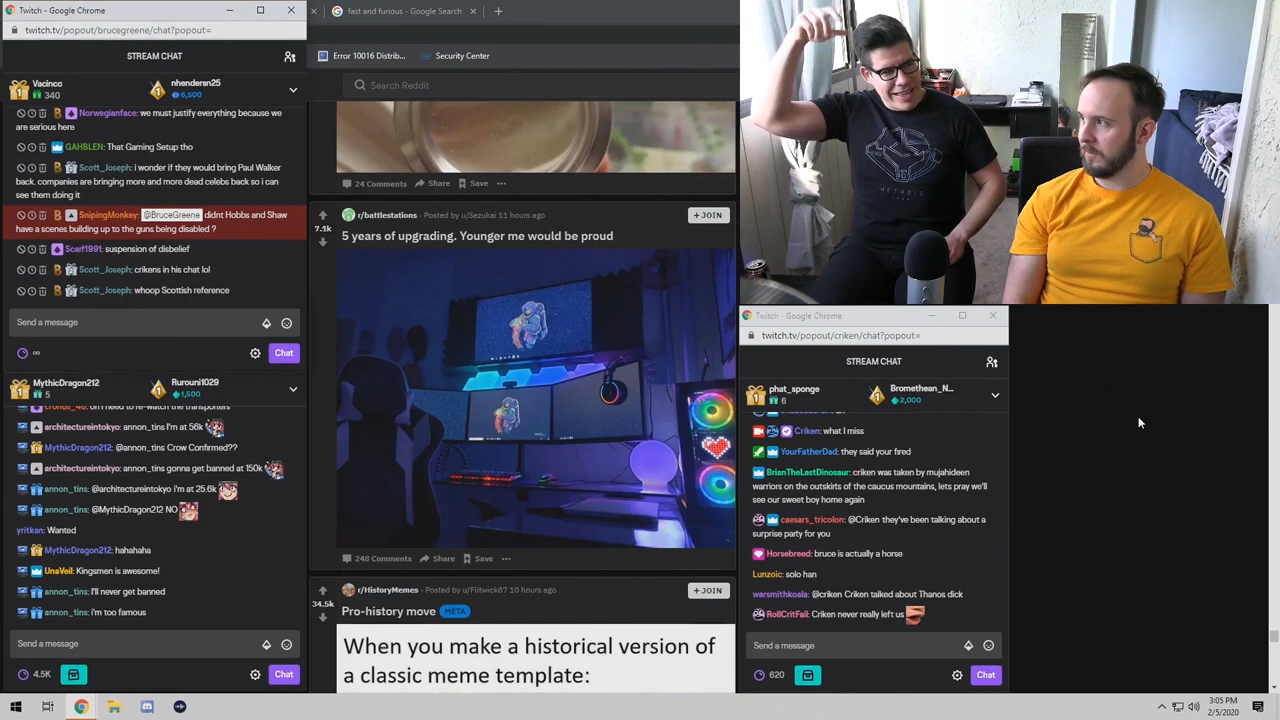 Twitch - Google Chrome
twitch.tv/popout/brucegreene/chat?popout=
STREAM CHAT
Vacinco
340
nhesideran25
6,500
Norwegianface: we must justify everything because we
are serious here
GAHBLEN: That Gaming Setup tho
Scott_Joseph: i wonder if they would bring Paul Walker
back. companies are bringing more and more dead celebs back so i can
see them doing it
SnipingMonkey: @BruceGreene didnt Hobbs and Shaw
have a scenes building up to the guns being disabled ?
Scarf1991: suspension of disbelief
Scott_Joseph: crikens in his chat lol
Scott_Joseph: whoop Scottish reference
Send a message
∞
Chat
MythicDragon212
5
Rurouni1029
1,500
architectureintokyo: annon_tins I'm at 56k
MythicDragon212: @annon_tins Crow Confirmed??
architectureintokyo: annon_tins gonna get banned at 150k
annon_tins: @architectureintokyo i'm at 25.6k
annon_tins: @MythicDragon212 NO
yritkan: Wanted
MythicDragon212: hahahaha
UnaVeil: Kingsmen is awesome!
annon_tins: I'll never get banned
annon_tins: i'm too famous
Send a message
4.5K
Chat
fast and furious - Google Search
Error 10016 Distrib...
Security Center
Search Reddit
24 Comments
Share
Save
7.1k
r/battlestations
Posted by u/Sezukai 11 hours ago
+ JOIN
5 years of upgrading. Younger me would be proud
248 Comments
Share
Save
34.5k
r/HistoryMemes
Posted by u/Flitwick87 10 hours ago
+ JOIN
Pro-history move
META
When you make a historical version of
a classic meme template:
METROID
Twitch - Google Chrome
twitch.tv/popout/criken/chat?popout=
STREAM CHAT
phat_sponge
6
Bromethean_N...
2,000
Criken: what I miss
YourFatherDad: they said your fired
BrianTheLastDinosaur: criken was taken by mujahideen
warriors on the outskirts of the caucus mountains, lets pray we'll
see our sweet boy home again
caesars_tricolon: @Criken they've been talking about a
surprise party for you
Horsebreed: bruce is actually a horse
Lunzoic: solo han
warsmithkoala: @criken Criken talked about Thanos dick
RollCritFail: Criken never really left us
Send a message
620
Chat
3:05 PM
2/5/2020